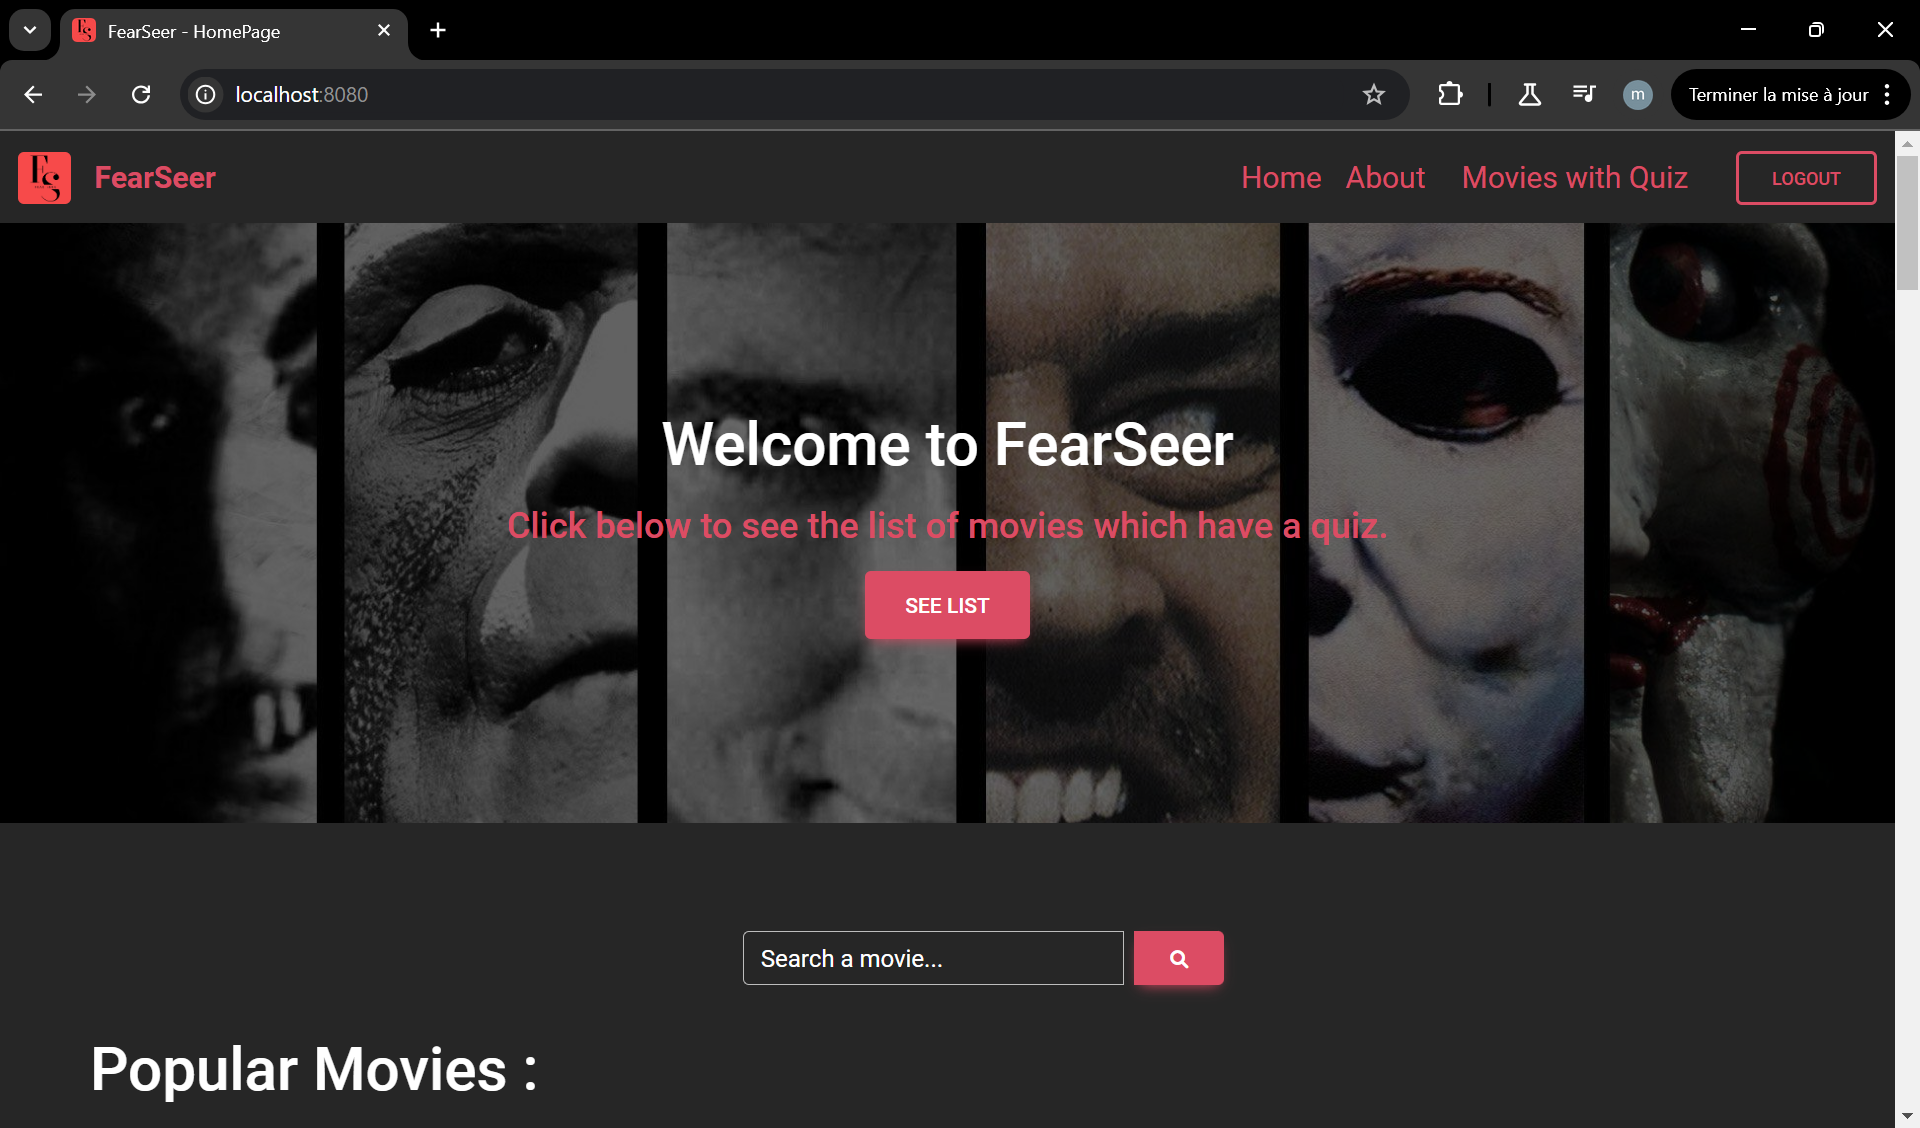 FearSeer - HomePage
localhost:8080
m
Terminer la mise à jour
FS
FearSeer
Home
About
Movies with Quiz
LOGOUT
Welcome to FearSeer
Click below to see the list of movies which have a quiz.
SEE LIST
Search a movie...
Popular Movies :